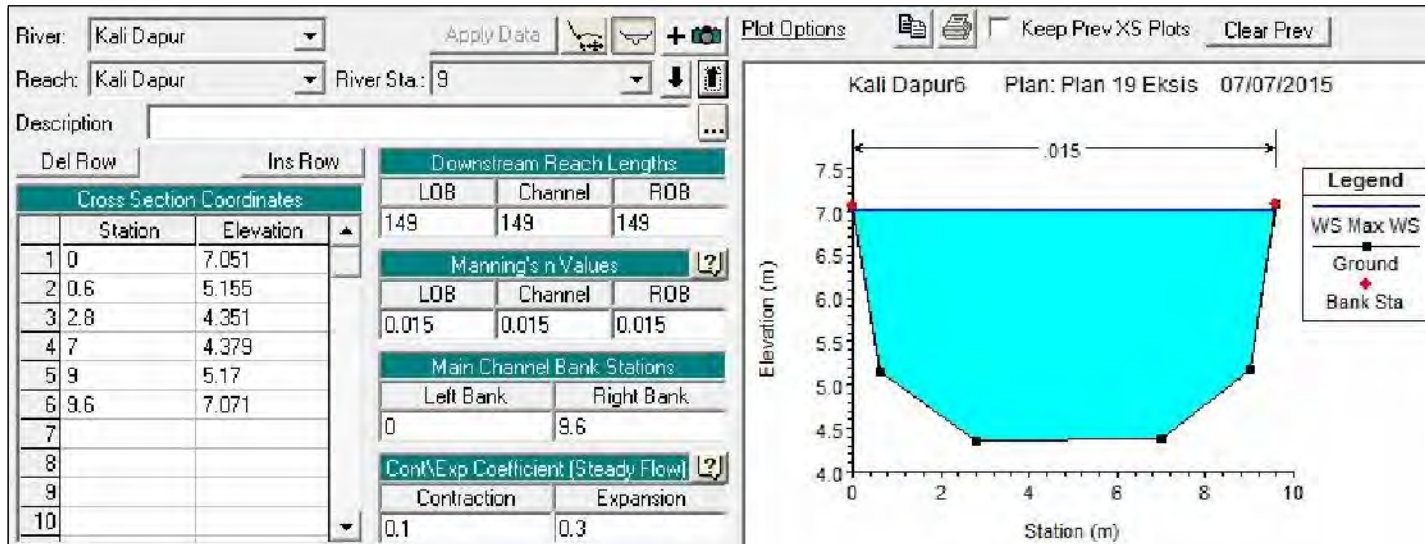 River: Kali Dapur Apply Data
Reach: Kali Dapur River Sta.: 9
Description ...
Del Row Ins Row
Cross Section Coordinates
Station Elevation
1 0 7.051
2 0.6 5.155
3 2.8 4.351
4 7 4.379
5 9 5.17
6 9.6 7.071
7
8
9
10
Downstream Reach Lengths
LOB Channel ROB
149 149 149
Manning's n Values ?
LOB Channel ROB
0.015 0.015 0.015
Main Channel Bank Stations
Left Bank Right Bank
0 9.6
Cont\Exp Coefficient (Steady Flow) ?
Contraction Expansion
0.1 0.3
Plot Options Keep Prev XS Plots Clear Prev
Kali Dapur6 Plan: Plan 19 Eksis 07/07/2015
.015
7.5
7.0
6.5
6.0
5.5
5.0
4.5
4.0
Elevation (m)
0 2 4 6 8 10
Station (m)
Legend
WS Max WS
Ground
Bank Sta